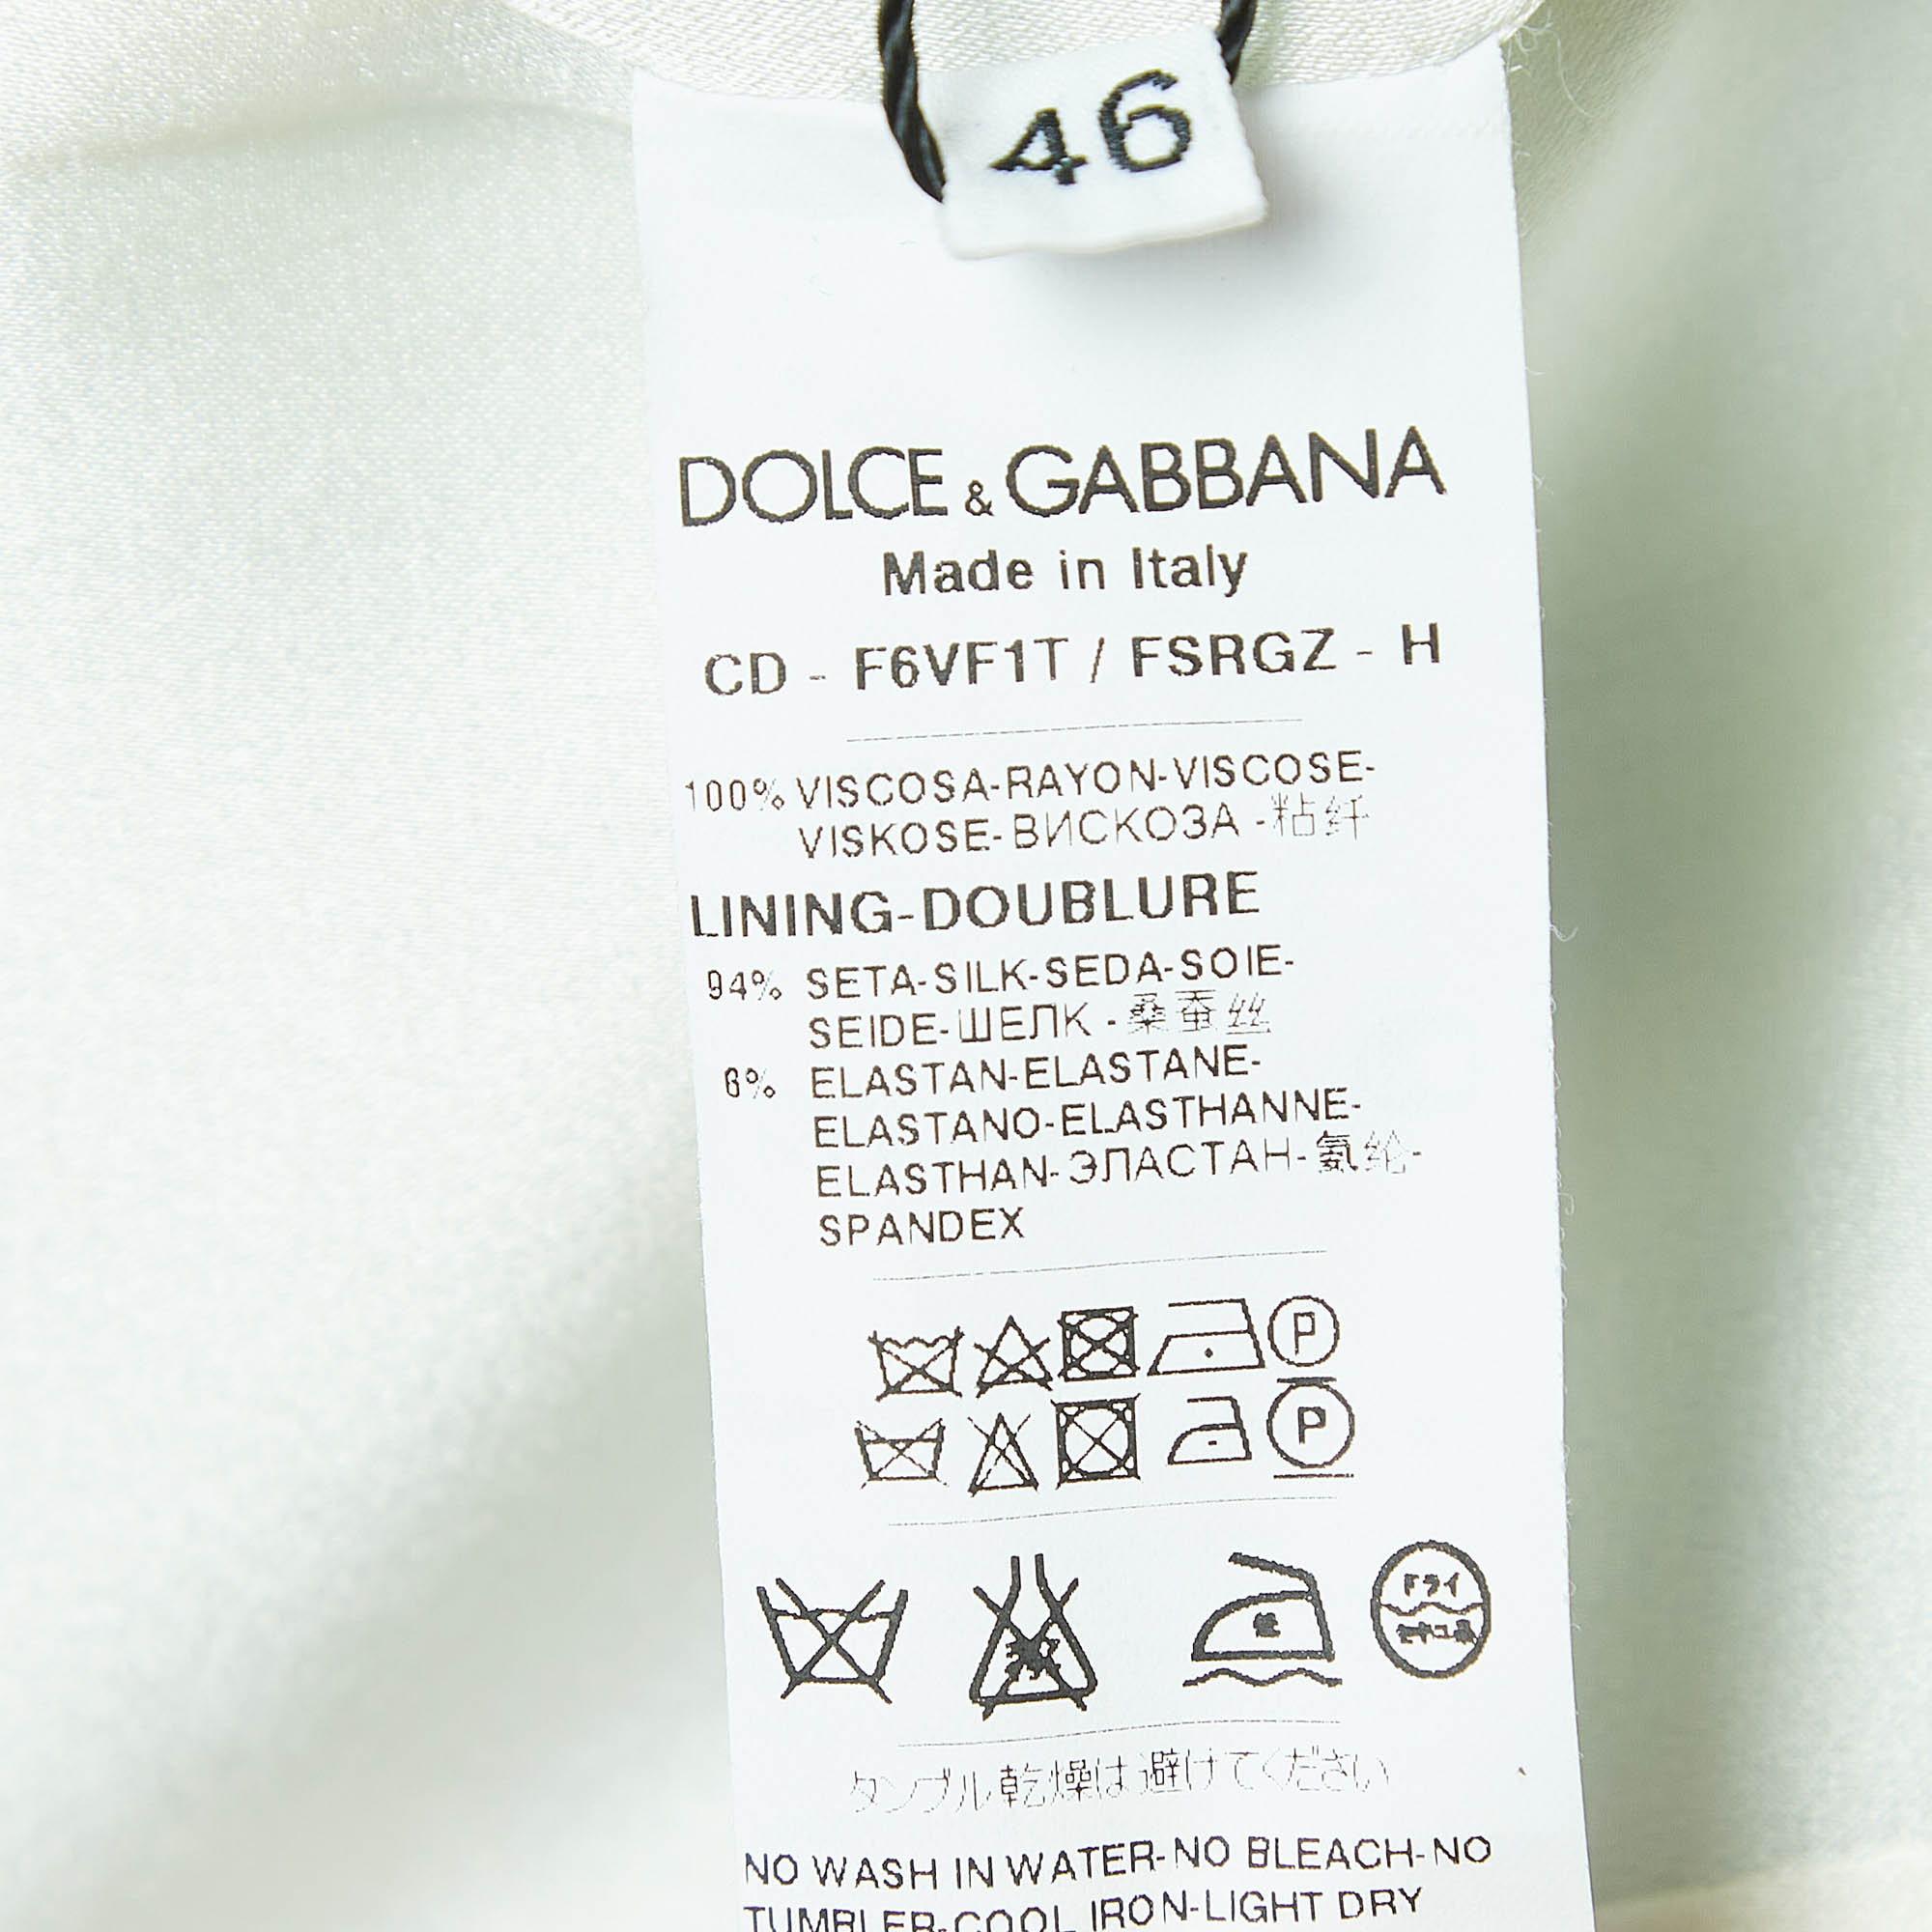 46
DOLCE & GABBANA
Made in Italy
CD - F6VF1T / FSRGZ - H
100% VISCOSA-RAYON-VISCOSE-
VISKOSE-ВИСКОЗА -粘纤
LINING-DOUBLURE
94% SETA-SILK-SEDA-SOIE-
SEIDE-ШЕЛК -桑蚕丝
6% ELASTAN-ELASTANE-
ELASTANO-ELASTHANNE-
ELASTHAN-ЭЛАСТАН-氨纶-
SPANDEX
P
P
ドライ
タンブル乾燥は避けてください
NO WASH IN WATER-NO BLEACH-NO
TUMBLER-COOL IRON-LIGHT DRY